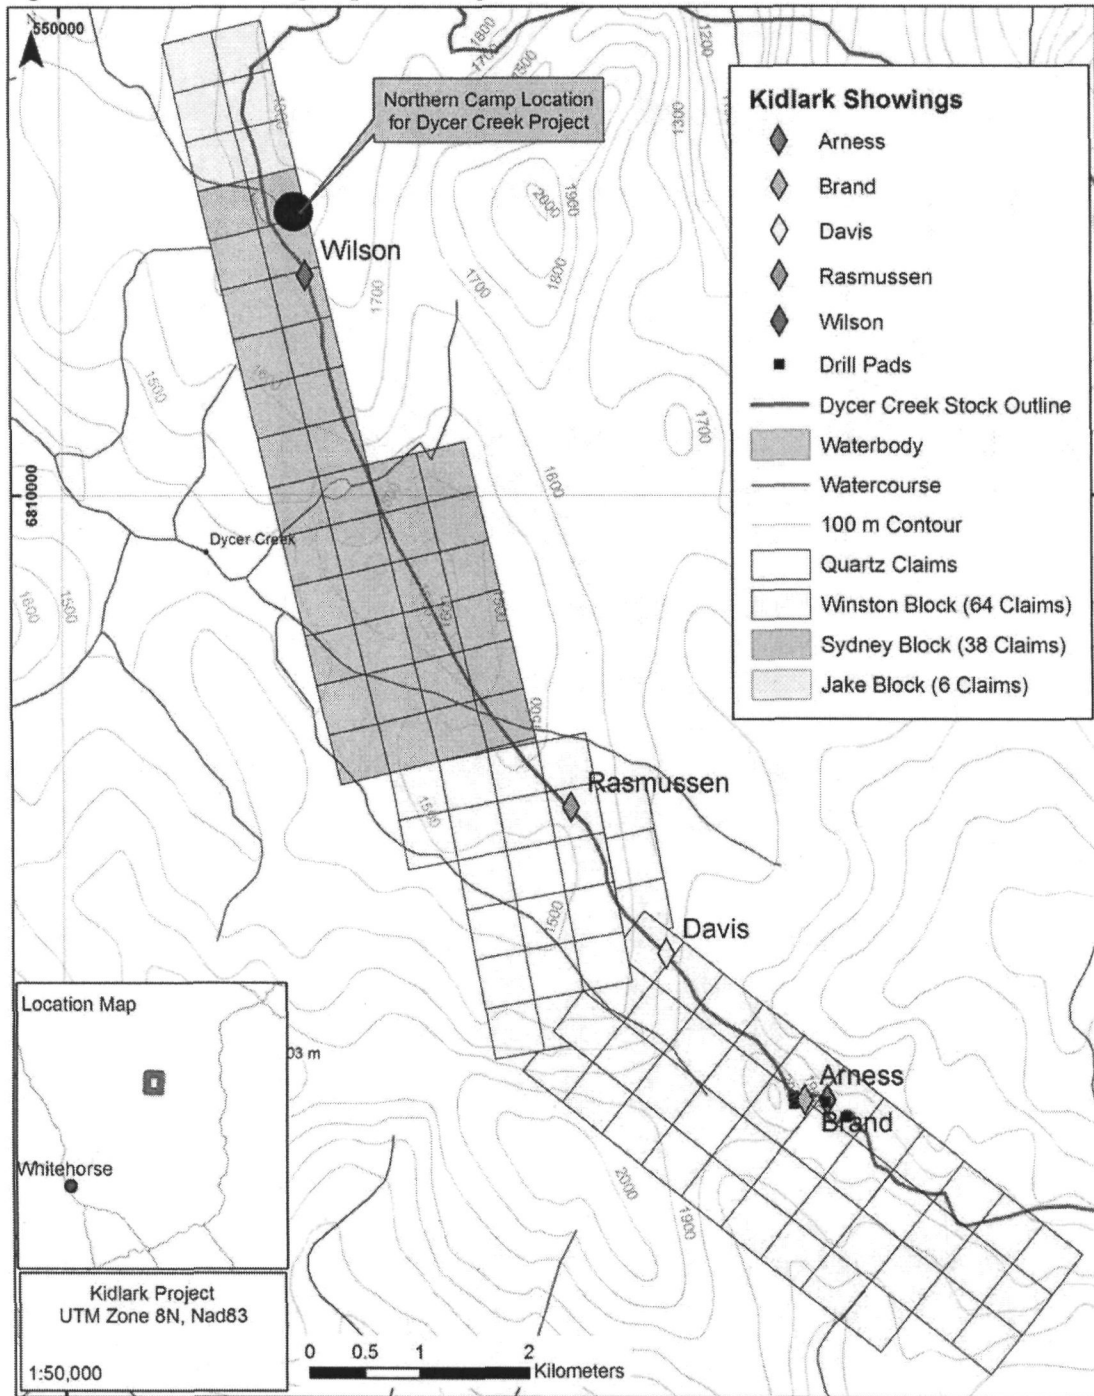 550000
6810000
Northern Camp Location
for Dycer Creek Project
Kidlark Showings
Arness
Brand
Davis
Rasmussen
Wilson
Drill Pads
Dycer Creek Stock Outline
Waterbody
Watercourse
100 m Contour
Quartz Claims
Winston Block (64 Claims)
Sydney Block (38 Claims)
Jake Block (6 Claims)
1800
1700
1500
1200
1300
2000
1900
1800
1700
1700
Wilson
1500
1700
1600
Dycer Creek
1600
1500
1500
Rasmussen
1500
1500
Davis
Arness
Brand
2000
1900
Location Map
03 m
Whitehorse
Kidlark Project
UTM Zone 8N, Nad83
1:50,000
0 0.5 1 2
Kilometers